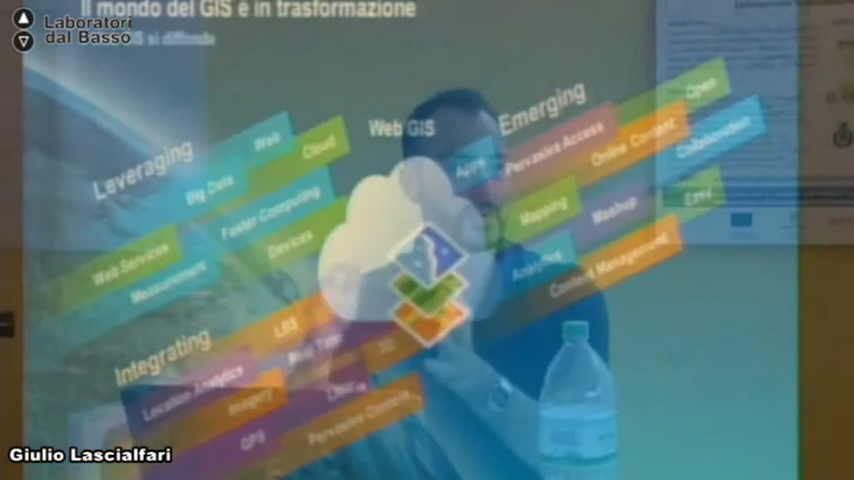 Il mondo del GIS è in trasformazione
si diffonde
Laboratori
dal Basso
Leveraging
Web
Cloud
Big Data
Faster Computing
Devices
Web Services
Measurement
Web GIS
Emerging
Open
Apps
Pervasive Access
Online Content
Collaboration
Mapping
Mashup
Analytics
Content Management
Integrating
LBS
Real Time
3D
Location Analytics
Imagery
GPS
Pervasive Content
Giulio Lascialfari